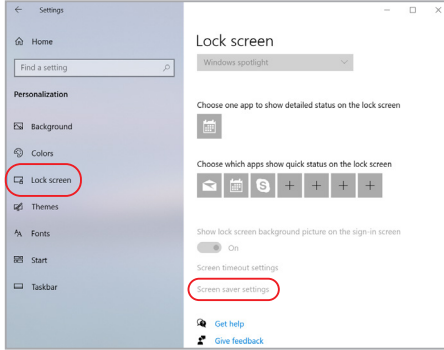 Settings
Home
Find a setting
Personalization
Background
Colors
Lock screen
Themes
Fonts
Start
Taskbar
Lock screen
Windows spotlight
Choose one app to show detailed status on the lock screen
Choose which apps show quick status on the lock screen
Show lock screen background picture on the sign-in screen
On
Screen timeout settings
Screen saver settings
Get help
Give feedback